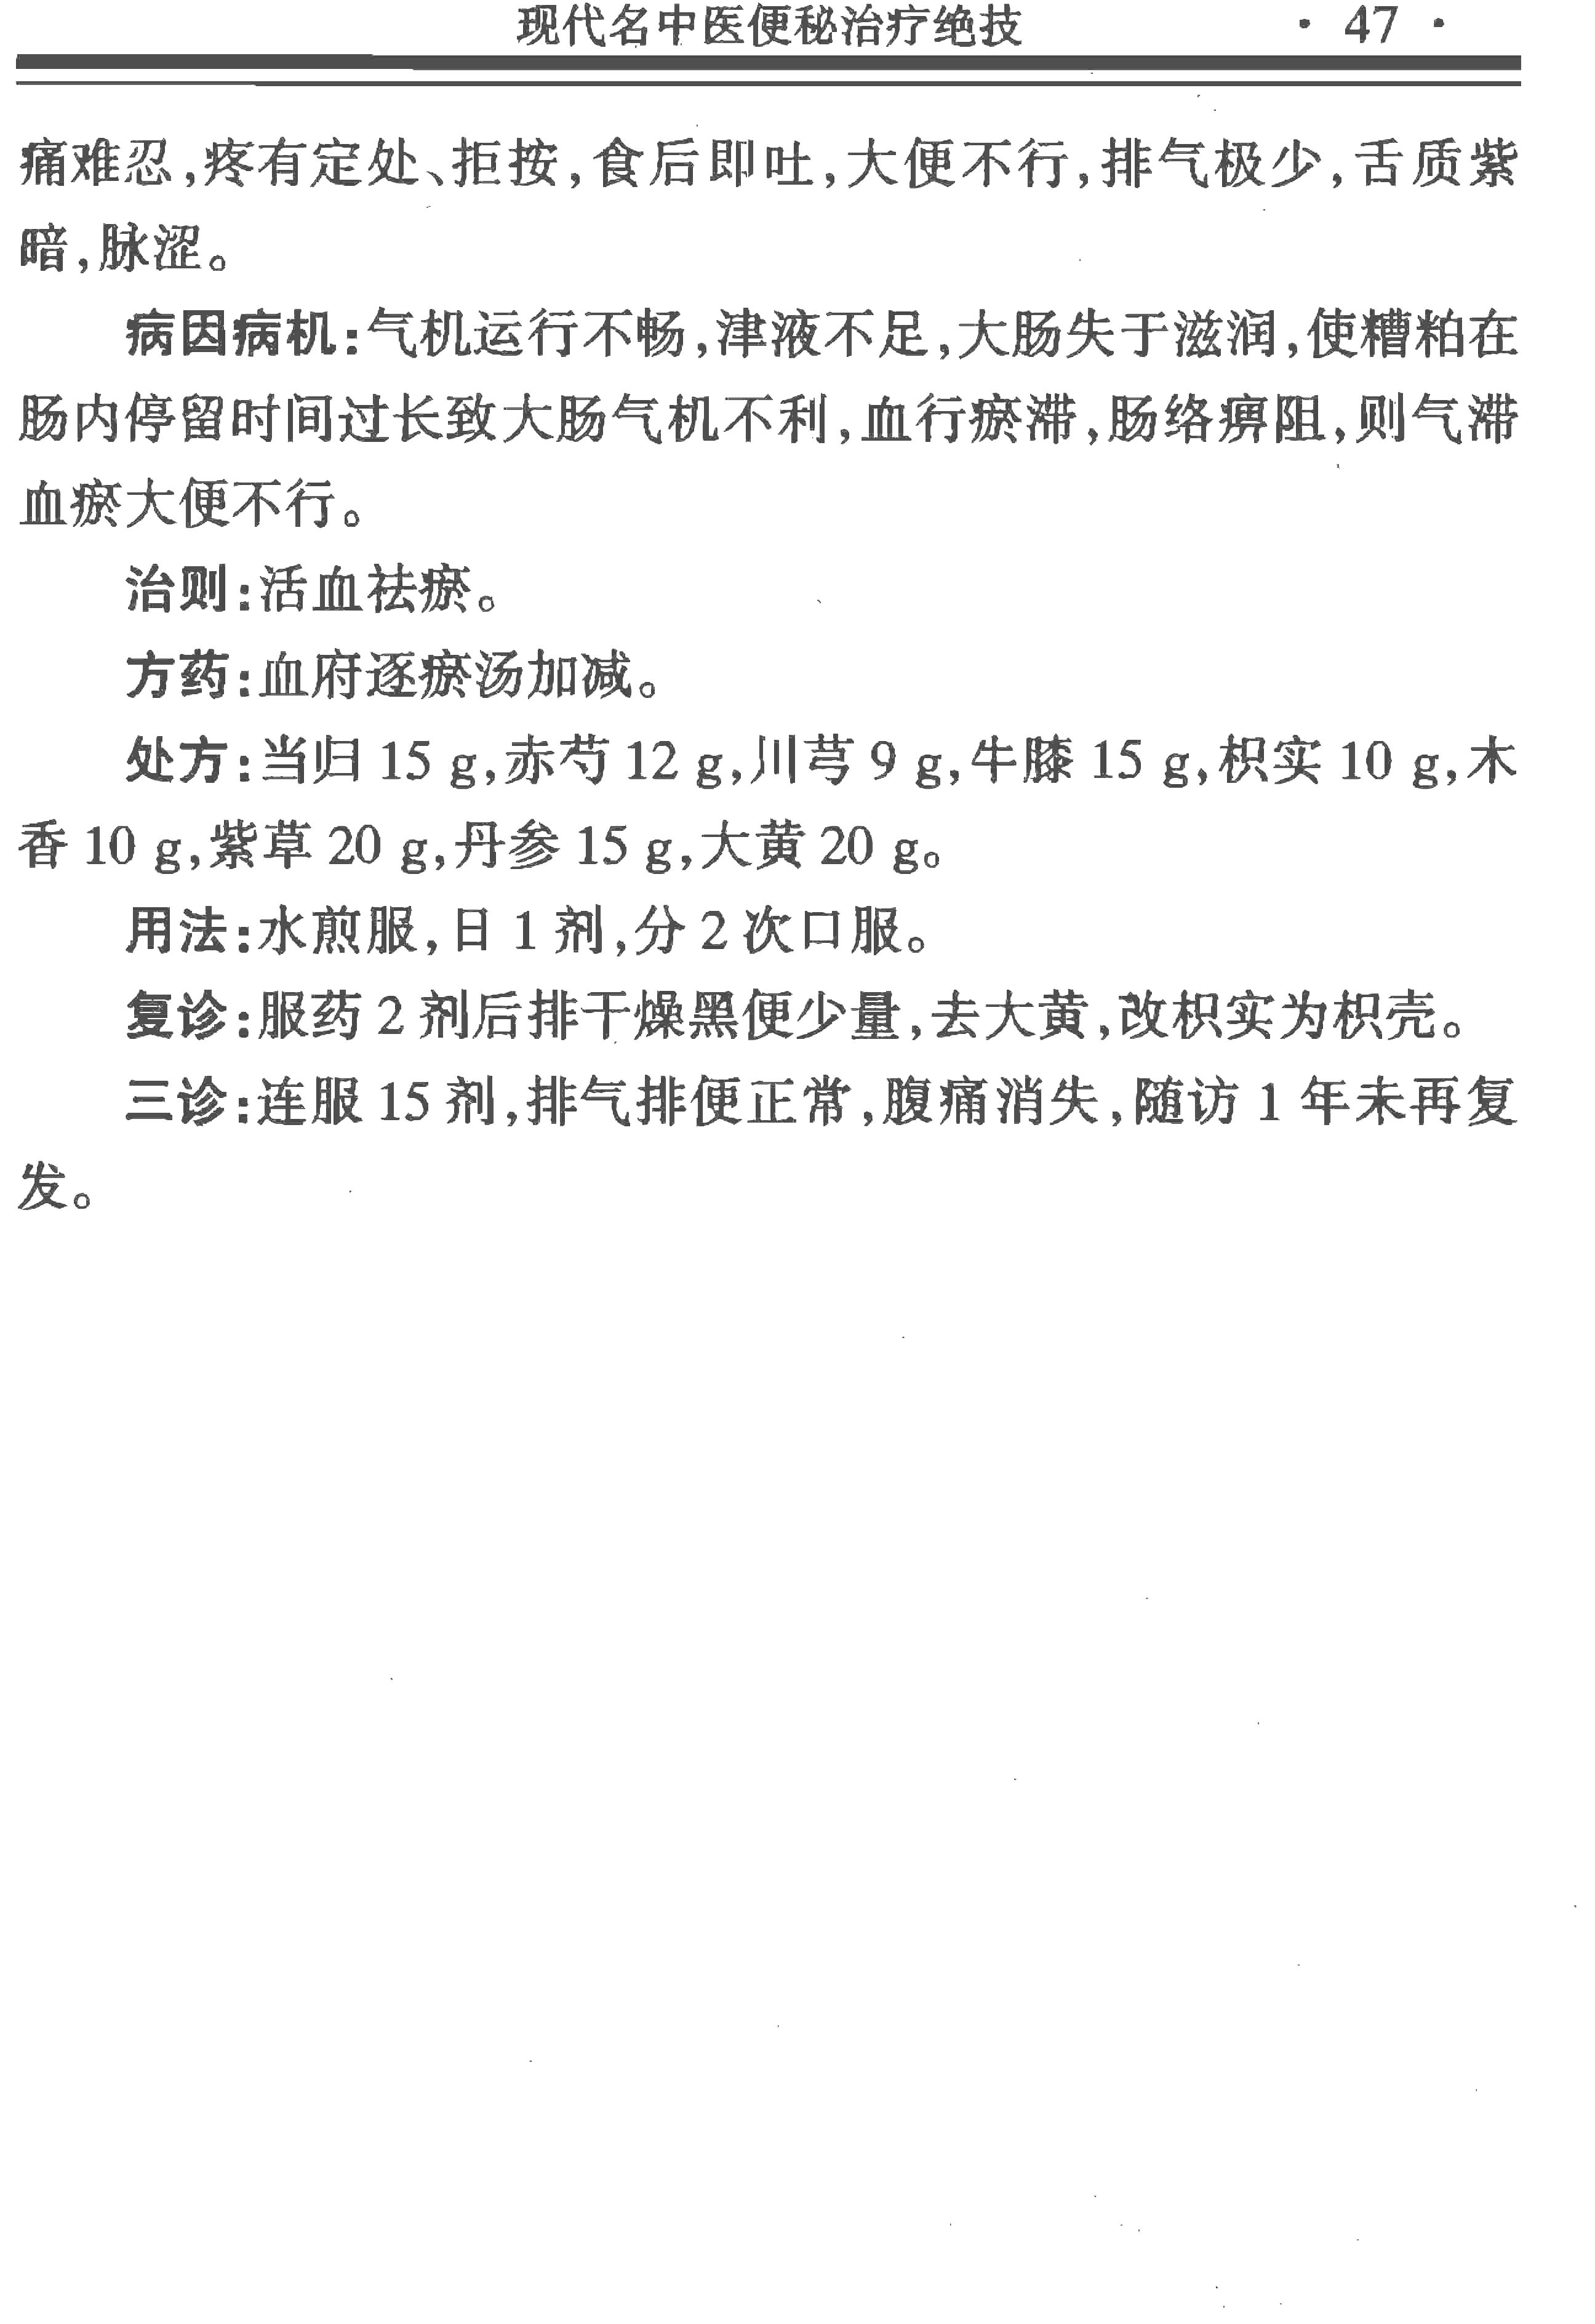 现代名中医便秘治疗绝技 · 47 ·
痛难忍,疼有定处、拒按,食后即吐,大便不行,排气极少,舌质紫
暗,脉涩。
病因病机:气机运行不畅,津液不足,大肠失于滋润,使糟粕在
肠内停留时间过长致大肠气机不利,血行瘀滞,肠络痹阻,则气滞
血瘀大便不行。
治则:活血祛瘀。
方药:血府逐瘀汤加减。
处方:当归 15 g,赤芍 12 g,川芎 9 g,牛膝 15 g,枳实 10 g,木
香 10 g,紫草 20 g,丹参 15 g,大黄 20 g。
用法:水煎服,日 1 剂,分 2 次口服。
复诊:服药 2 剂后排干燥黑便少量,去大黄,改枳实为枳壳。
三诊:连服 15 剂,排气排便正常,腹痛消失,随访 1 年未再复
发。